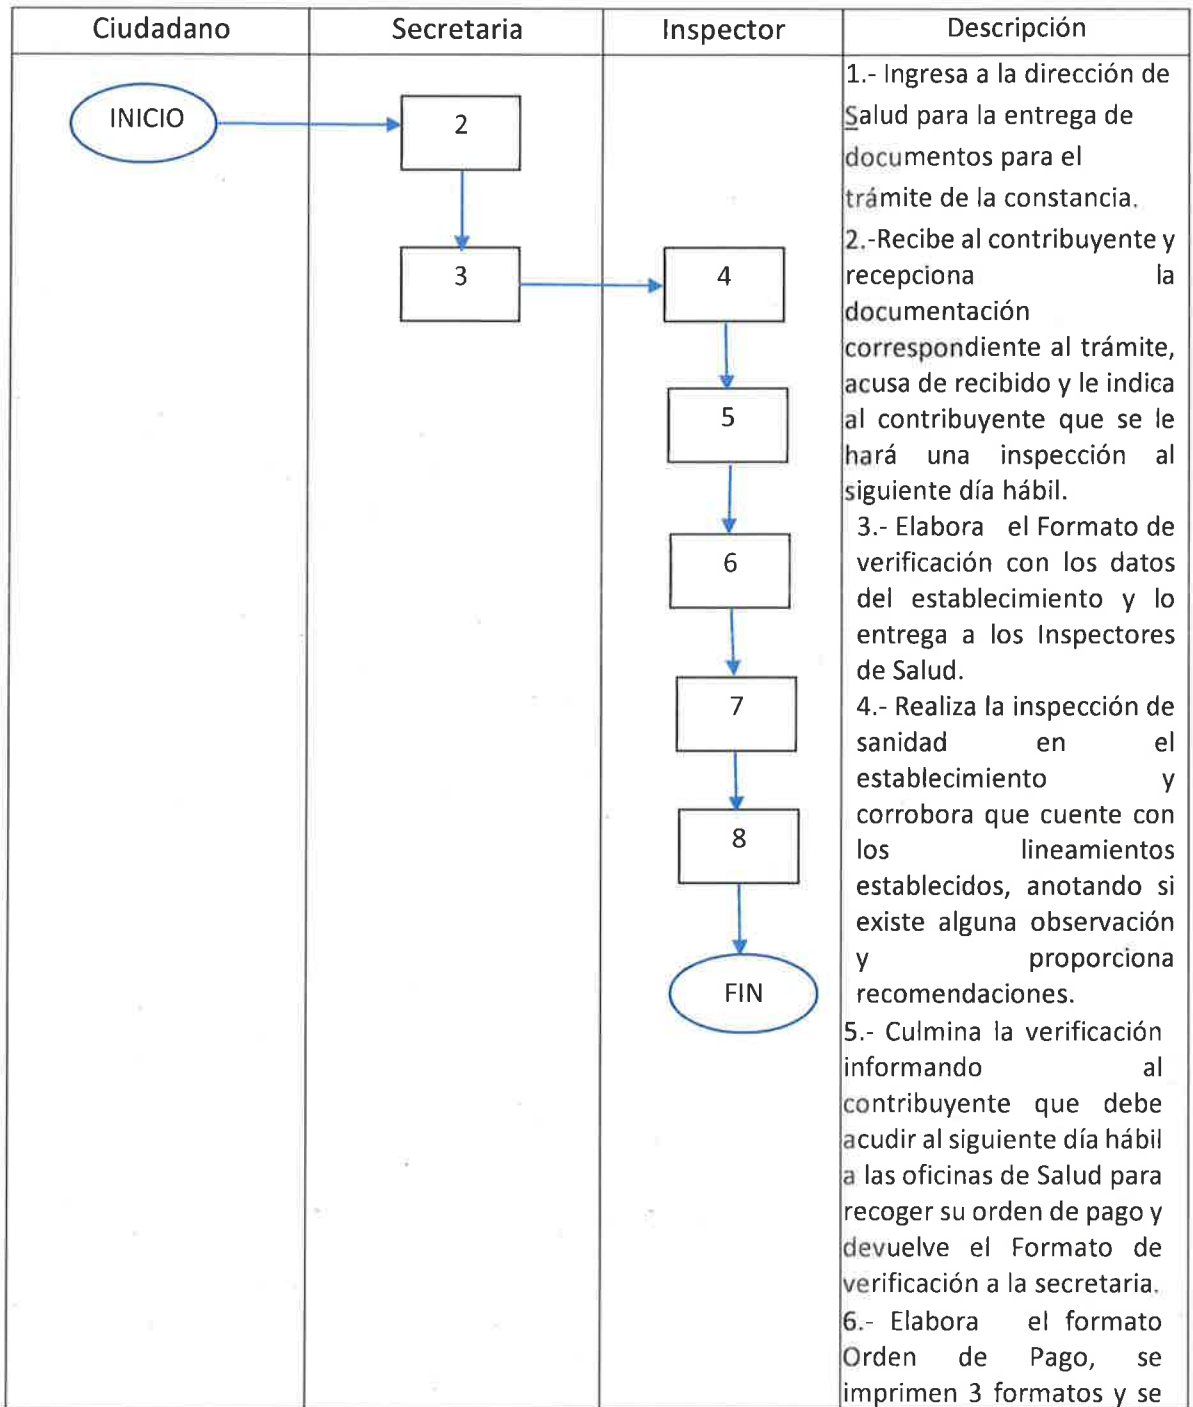 Ciudadano
Secretaria
Inspector
Descripción
INICIO
2
3
4
5
6
7
8
FIN
1.- Ingresa a la dirección de
Salud para la entrega de
documentos para el
trámite de la constancia.
2.-Recibe al contribuyente y
recepciona la
documentación
correspondiente al trámite,
acusa de recibido y le indica
al contribuyente que se le
hará una inspección al
siguiente día hábil.
3.- Elabora el Formato de
verificación con los datos
del establecimiento y lo
entrega a los Inspectores
de Salud.
4.- Realiza la inspección de
sanidad en el
establecimiento y
corrobora que cuente con
los lineamientos
establecidos, anotando si
existe alguna observación
y proporciona
recomendaciones.
5.- Culmina la verificación
informando al
contribuyente que debe
acudir al siguiente día hábil
a las oficinas de Salud para
recoger su orden de pago y
devuelve el Formato de
verificación a la secretaria.
6.- Elabora el formato
Orden de Pago, se
imprimen 3 formatos y se